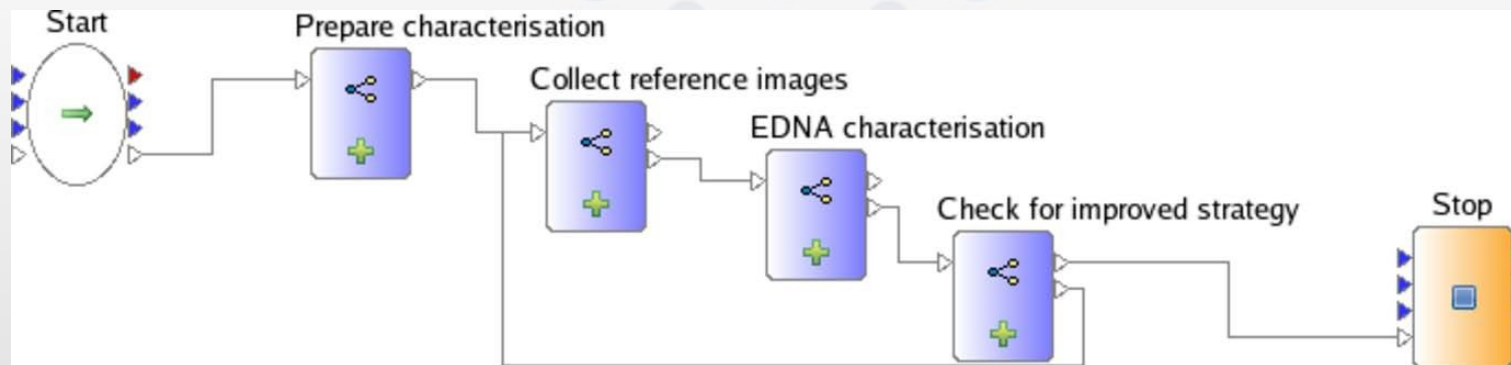 Start
Prepare characterisation
Collect reference images
EDNA characterisation
Check for improved strategy
Stop